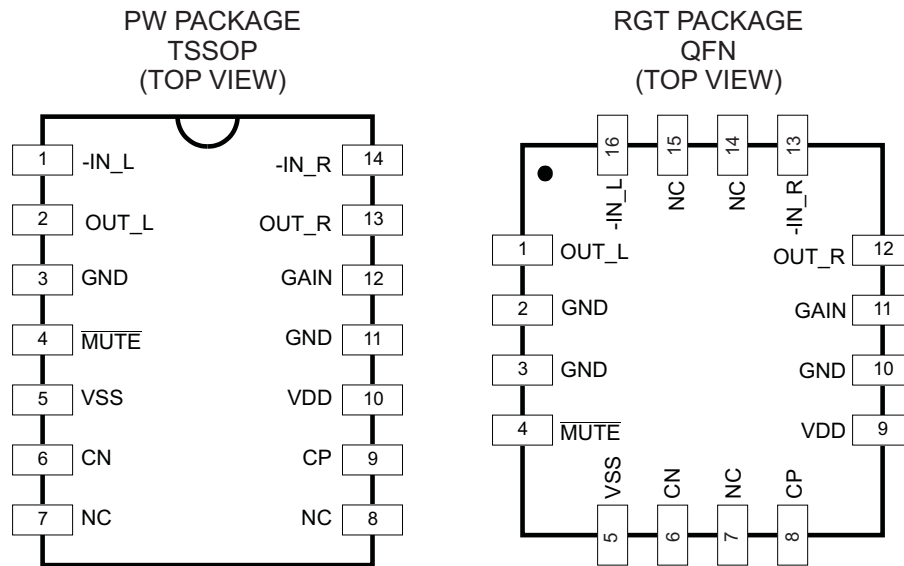 PW PACKAGE
TSSOP
(TOP VIEW)
1 -IN_L
2 OUT_L
3 GND
4 MUTE
5 VSS
6 CN
7 NC
-IN_R 14
OUT_R 13
GAIN 12
GND 11
VDD 10
CP 9
NC 8
RGT PACKAGE
QFN
(TOP VIEW)
16 -IN_L
15 NC
14 NC
13 -IN_R
1 OUT_L
2 GND
3 GND
4 MUTE
OUT_R 12
GAIN 11
GND 10
VDD 9
VSS 5
CN 6
NC 7
CP 8